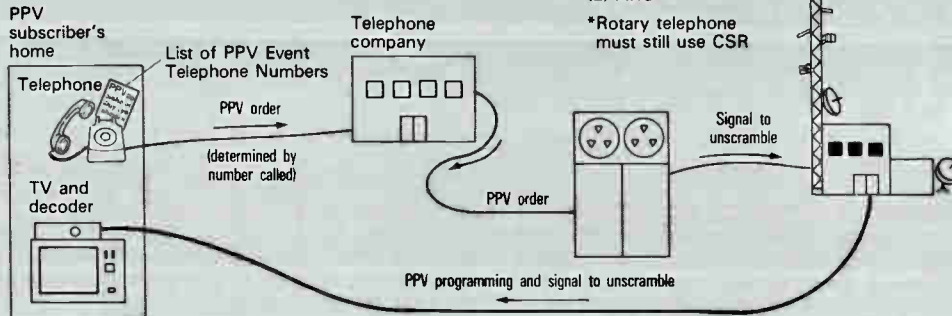 PPV
subscriber's
home
Telephone
List of PPV Event
Telephone Numbers
PPV
PPV order
(determined by
number called)
Telephone
company
*Rotary telephone
must still use CSR
Signal to
unscramble
PPV order
TV and
decoder
PPV programming and signal to unscramble